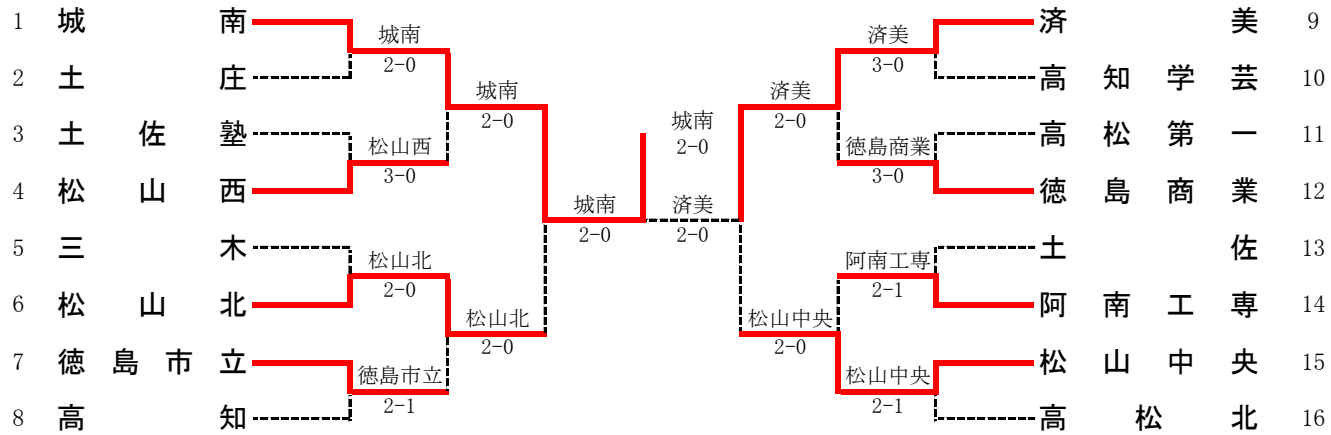 1 城南
2 土庄
3 土佐塾
4 松山西
5 三木
6 松山北
7 徳島市立
8 高知
城南
2-0
松山西
3-0
松山北
2-0
徳島市立
2-1
城南
2-0
松山北
2-0
城南
2-0
城南
2-0
済美
2-0
済美
2-0
松山中央
2-0
済美
3-0
徳島商業
3-0
阿南工専
2-1
松山中央
2-1
済美 9
高知学芸 10
高松第一 11
徳島商業 12
土佐 13
阿南工専 14
松山中央 15
高松北 16